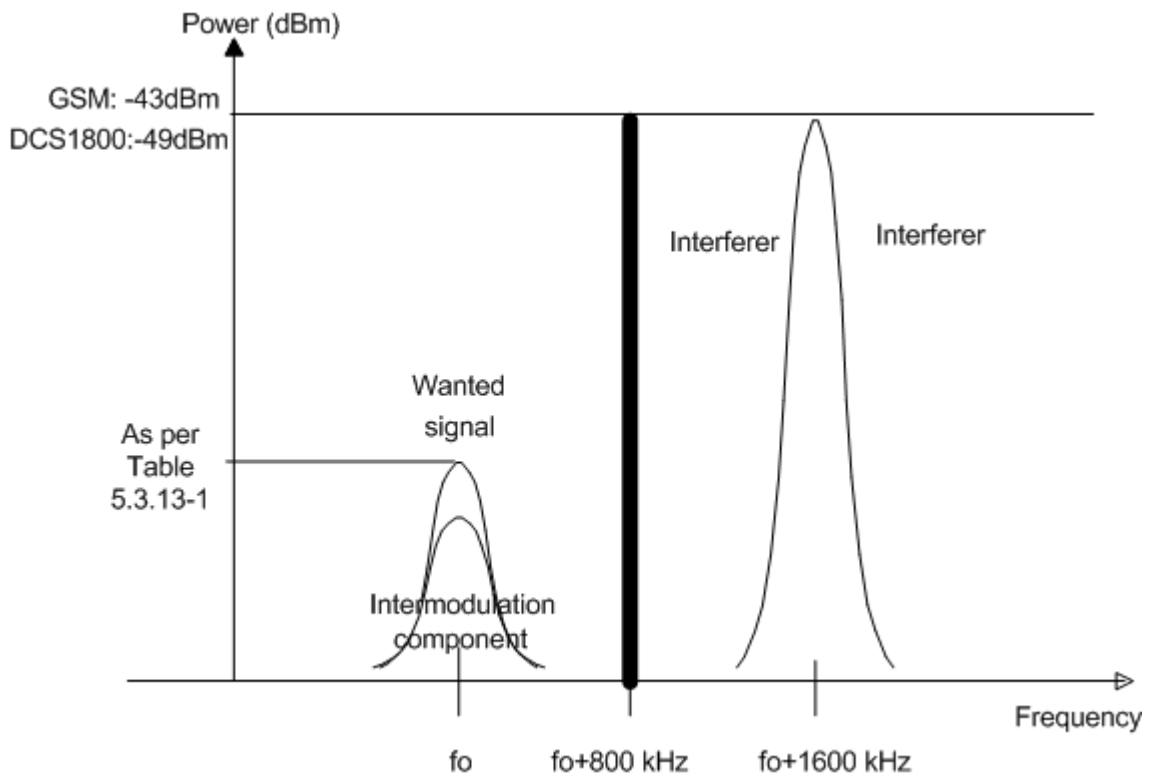 Power (dBm)
GSM: -43dBm
DCS1800:-49dBm
Interferer
Interferer
Wanted
signal
As per
Table
5.3.13-1
Intermodulation
component
Frequency
fo
fo+800 kHz
fo+1600 kHz